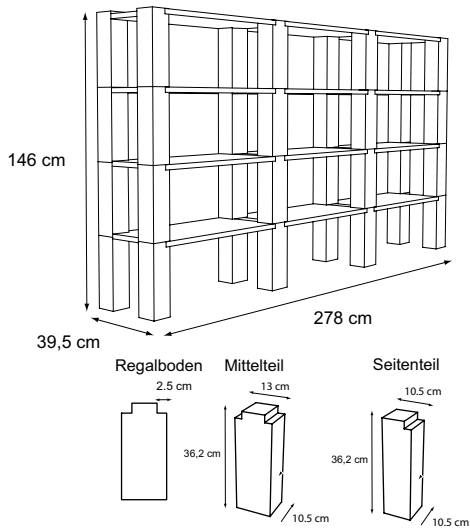 146 cm
278 cm
39,5 cm
Regalboden Mittelteil Seitenteil
2.5 cm 13 cm 10.5 cm
36,2 cm 36,2 cm
10.5 cm 10.5 cm